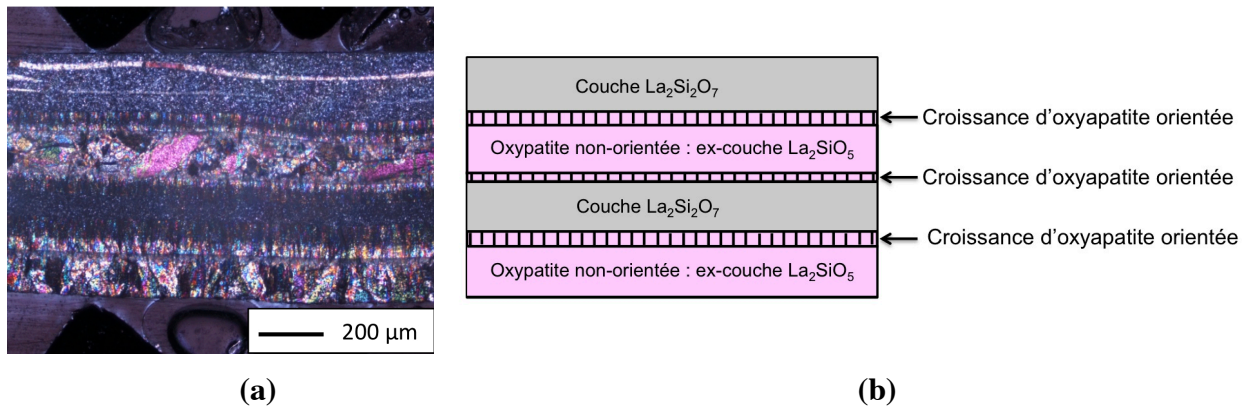 200 µm
(a)
Couche La₂Si₂O₇
Croissance d'oxyapatite orientée
Oxypatite non-orientée : ex-couche La₂SiO₅
Croissance d'oxyapatite orientée
Couche La₂Si₂O₇
Croissance d'oxyapatite orientée
Oxypatite non-orientée : ex-couche La₂SiO₅
(b)